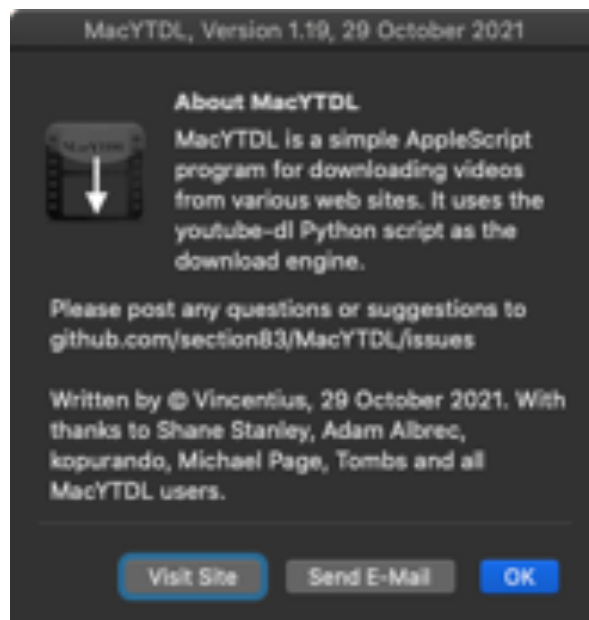 MacYTDL, Version 1.19, 29 October 2021
About MacYTDL
MacYTDL is a simple AppleScript
program for downloading videos
from various web sites. It uses the
youtube-dl Python script as the
download engine.
MacYTDL
Please post any questions or suggestions to
github.com/section83/MacYTDL/issues
Written by © Vincentius, 29 October 2021. With
thanks to Shane Stanley, Adam Albrec,
kopurando, Michael Page, Tombs and all
MacYTDL users.
Visit Site
Send E-Mail
OK